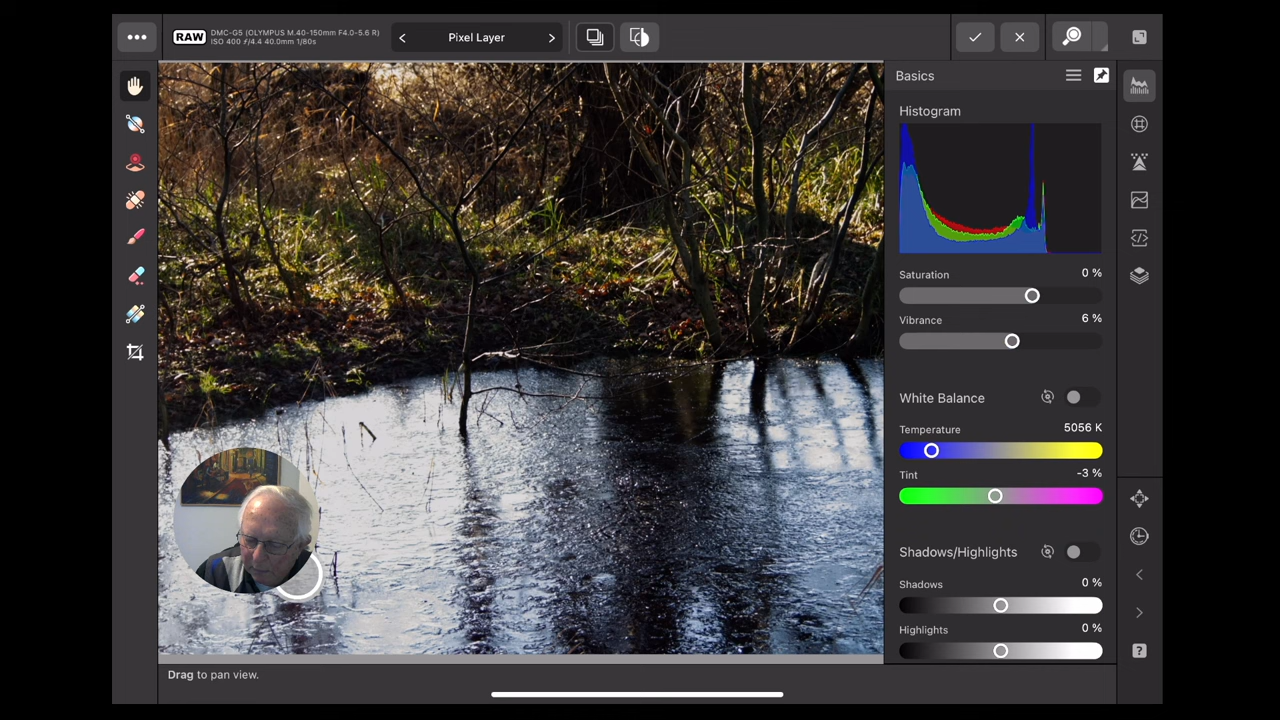 RAW
DMC-G5 (OLYMPUS M.40-150mm F4.0-5.6 R)
ISO 400 ƒ/4.4 40.0mm 1/80s
Pixel Layer
Basics
Histogram
Saturation 0 %
Vibrance 6 %
White Balance
Temperature 5056 K
Tint -3 %
Shadows/Highlights
Shadows 0 %
Highlights 0 %
Drag to pan view.
?